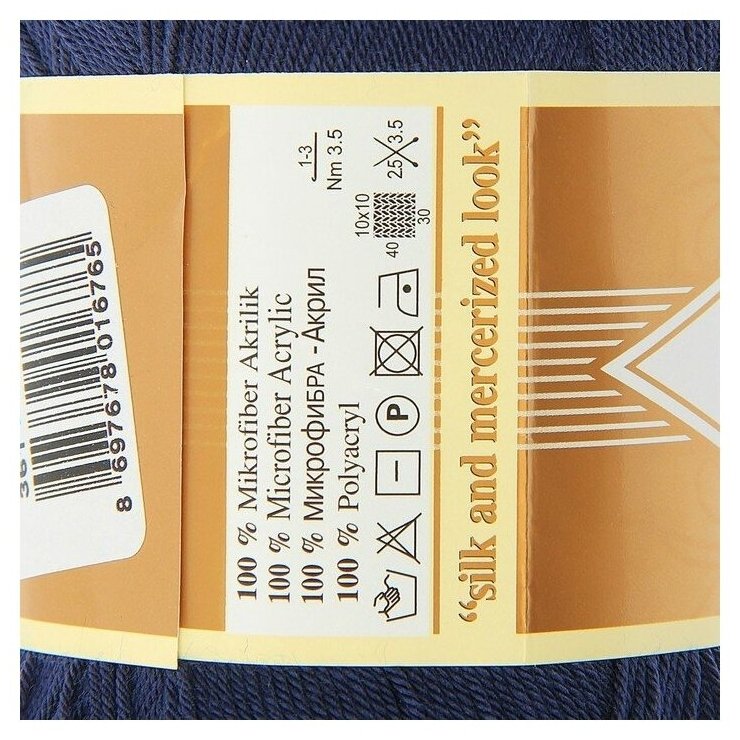 100 % Mikrofiber Akrilik
100 % Microfiber Acrylic
100 % МИКРОФИБРА - Акрил
100 % Polyacryl
1-3
Nm 3.5
2.5 3.5
10x10
40
30
P
“silk and mercerized look”
8 697678 016765